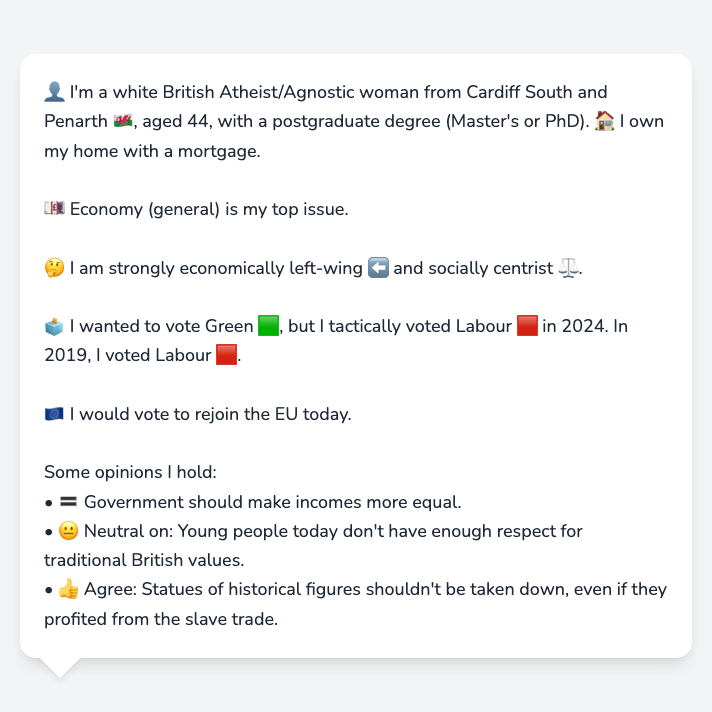 👤 I'm a white British Atheist/Agnostic woman from Cardiff South and
Penarth 🏴󠁧󠁢󠁷󠁬󠁳󠁿, aged 44, with a postgraduate degree (Master's or PhD). 🏠 I own
my home with a mortgage.
💷 Economy (general) is my top issue.
🤔 I am strongly economically left-wing ⬅️ and socially centrist ⚖️.
🗳️ I wanted to vote Green 🟩, but I tactically voted Labour 🟥 in 2024. In
2019, I voted Labour 🟥.
🇪🇺 I would vote to rejoin the EU today.
Some opinions I hold:
• 🟰 Government should make incomes more equal.
• 😐 Neutral on: Young people today don't have enough respect for
traditional British values.
• 👍 Agree: Statues of historical figures shouldn't be taken down, even if they
profited from the slave trade.